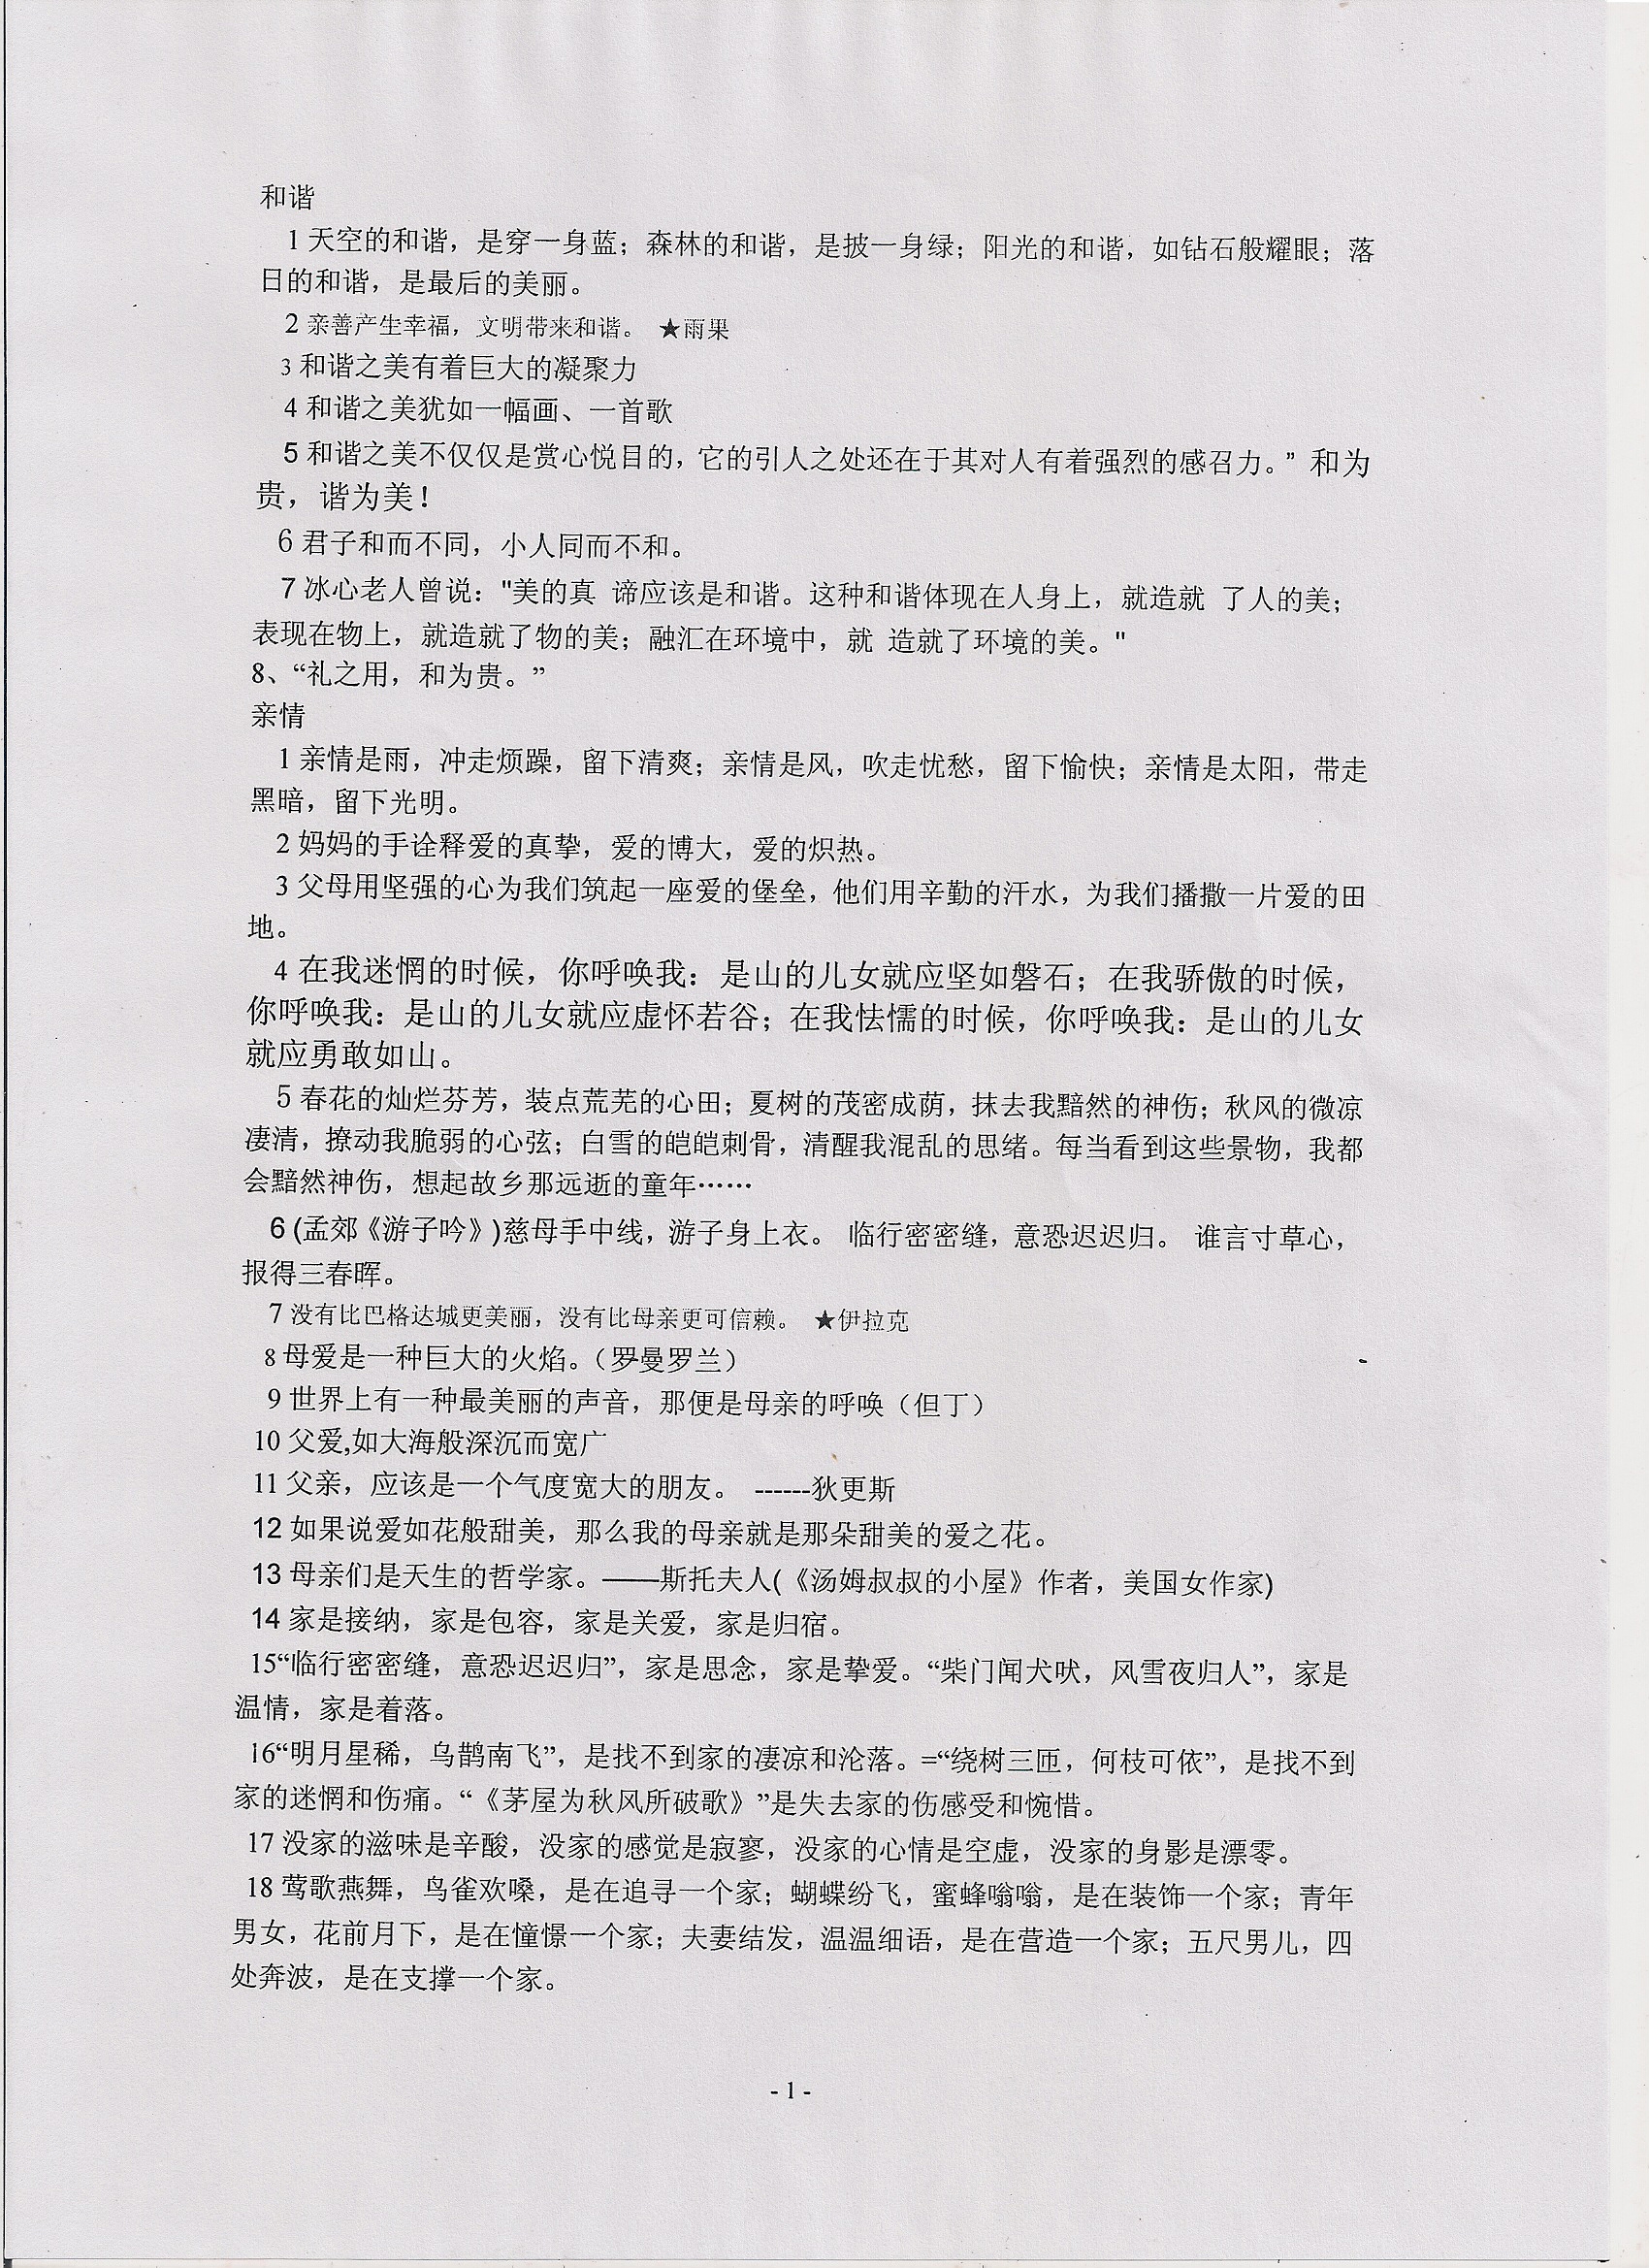 和谐
1 天空的和谐，是穿一身蓝；森林的和谐，是披一身绿；阳光的和谐，如钻石般耀眼；落
日的和谐，是最后的美丽。
2 亲善产生幸福，文明带来和谐。 ★雨果
3 和谐之美有着巨大的凝聚力
4 和谐之美犹如一幅画、一首歌
5 和谐之美不仅仅是赏心悦目的，它的引人之处还在于其对人有着强烈的感召力。” 和为
贵，谐为美！
6 君子和而不同，小人同而不和。
7 冰心老人曾说："美的真 谛应该是和谐。这种和谐体现在人身上，就造就 了人的美；
表现在物上，就造就了物的美；融汇在环境中，就 造就了环境的美。"
8、“礼之用，和为贵。”
亲情
1 亲情是雨，冲走烦躁，留下清爽；亲情是风，吹走忧愁，留下愉快；亲情是太阳，带走
黑暗，留下光明。
2 妈妈的手诠释爱的真挚，爱的博大，爱的炽热。
3 父母用坚强的心为我们筑起一座爱的堡垒，他们用辛勤的汗水，为我们播撒一片爱的田
地。
4 在我迷惘的时候，你呼唤我：是山的儿女就应坚如磐石；在我骄傲的时候，
你呼唤我：是山的儿女就应虚怀若谷；在我怯懦的时候，你呼唤我：是山的儿女
就应勇敢如山。
5 春花的灿烂芬芳，装点荒芜的心田；夏树的茂密成荫，抹去我黯然的神伤；秋风的微凉
凄清，撩动我脆弱的心弦；白雪的皑皑刺骨，清醒我混乱的思绪。每当看到这些景物，我都
会黯然神伤，想起故乡那远逝的童年……
6 (孟郊《游子吟》)慈母手中线，游子身上衣。 临行密密缝，意恐迟迟归。 谁言寸草心，
报得三春晖。
7 没有比巴格达城更美丽，没有比母亲更可信赖。 ★伊拉克
8 母爱是一种巨大的火焰。（罗曼罗兰）
9 世界上有一种最美丽的声音，那便是母亲的呼唤（但丁）
10 父爱,如大海般深沉而宽广
11 父亲，应该是一个气度宽大的朋友。 ------狄更斯
12 如果说爱如花般甜美，那么我的母亲就是那朵甜美的爱之花。
13 母亲们是天生的哲学家。——斯托夫人(《汤姆叔叔的小屋》作者，美国女作家)
14 家是接纳，家是包容，家是关爱，家是归宿。
15“临行密密缝，意恐迟迟归”，家是思念，家是挚爱。“柴门闻犬吠，风雪夜归人”，家是
温情，家是着落。
16“明月星稀，乌鹊南飞”，是找不到家的凄凉和沦落。=“绕树三匝，何枝可依”，是找不到
家的迷惘和伤痛。“《茅屋为秋风所破歌》”是失去家的伤感受和惋惜。
17 没家的滋味是辛酸，没家的感觉是寂寥，没家的心情是空虚，没家的身影是漂零。
18 莺歌燕舞，鸟雀欢嗓，是在追寻一个家；蝴蝶纷飞，蜜蜂嗡嗡，是在装饰一个家；青年
男女，花前月下，是在憧憬一个家；夫妻结发，温温细语，是在营造一个家；五尺男儿，四
处奔波，是在支撑一个家。
- 1 -